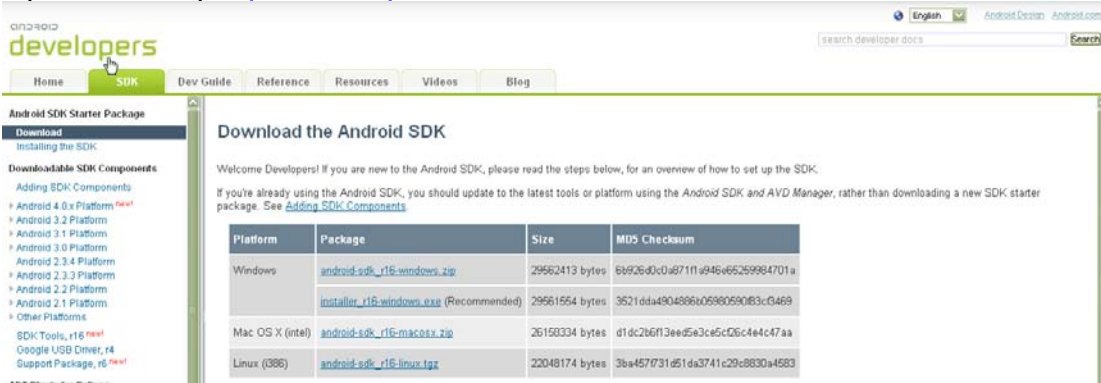 English
Android Design
Android.com
android
developers
search developer docs
Search
Home
SDK
Dev Guide
Reference
Resources
Videos
Blog
Android SDK Starter Package
Download
Installing the SDK
Downloadable SDK Components
Adding SDK Components
Android 4.0.x Platform new!
Android 3.2 Platform
Android 3.1 Platform
Android 3.0 Platform
Android 2.3.4 Platform
Android 2.3.3 Platform
Android 2.2 Platform
Android 2.1 Platform
Other Platforms
SDK Tools, r16 new!
Google USB Driver, r4
Support Package, r6 new!
Download the Android SDK
Welcome Developers! If you are new to the Android SDK, please read the steps below, for an overview of how to set up the SDK.
If you're already using the Android SDK, you should update to the latest tools or platform using the Android SDK and AVD Manager, rather than downloading a new SDK starter
package. See Adding SDK Components.
Platform Package Size MD5 Checksum
Windows android-sdk_r16-windows.zip 29562413 bytes 6b926d0c0a871f1a946e65259984701a
installer_r16-windows.exe (Recommended) 29561554 bytes 3521dda4904886b05980590f83cf3469
Mac OS X (intel) android-sdk_r16-macosx.zip 26158334 bytes d1dc2b6f13eed5e3ce5cf26c4e4c47aa
Linux (i386) android-sdk_r16-linux.tgz 22048174 bytes 3ba457f731d51da3741c29c8830a4583